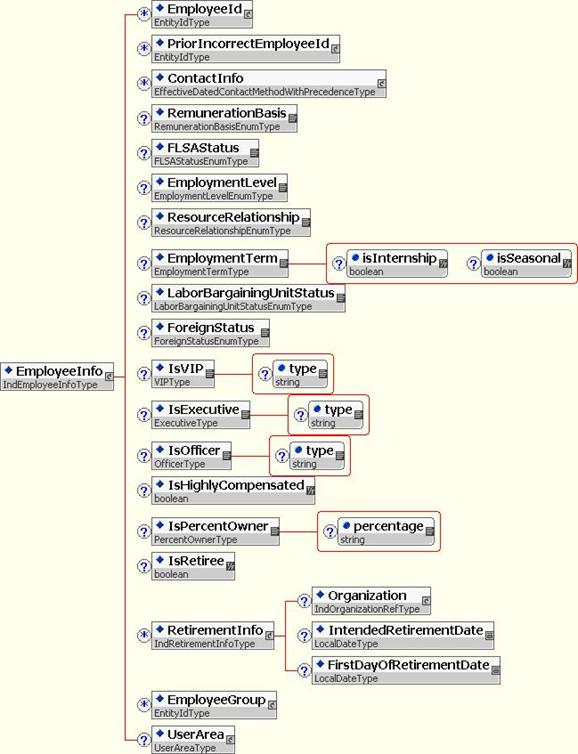 EmployeeId
EntityIdType
PriorIncorrectEmployeeId
EntityIdType
ContactInfo
EffectiveDatedContactMethodWithPrecedenceType
RemunerationBasis
RemunerationBasisEnumType
FLSAStatus
FLSAStatusEnumType
EmploymentLevel
EmploymentLevelEnumType
ResourceRelationship
ResourceRelationshipEnumType
EmploymentTerm
EmploymentTermType
isInternship
boolean
isSeasonal
boolean
LaborBargainingUnitStatus
LaborBargainingUnitStatusEnumType
ForeignStatus
ForeignStatusEnumType
EmployeeInfo
IndEmployeeInfoType
IsVIP
VIPType
type
string
IsExecutive
ExecutiveType
type
string
IsOfficer
OfficerType
type
string
IsHighlyCompensated
boolean
IsPercentOwner
PercentOwnerType
percentage
string
IsRetiree
boolean
RetirementInfo
IndRetirementInfoType
Organization
IndOrganizationRefType
IntendedRetirementDate
LocalDateType
FirstDayOfRetirementDate
LocalDateType
EmployeeGroup
EntityIdType
UserArea
UserAreaType